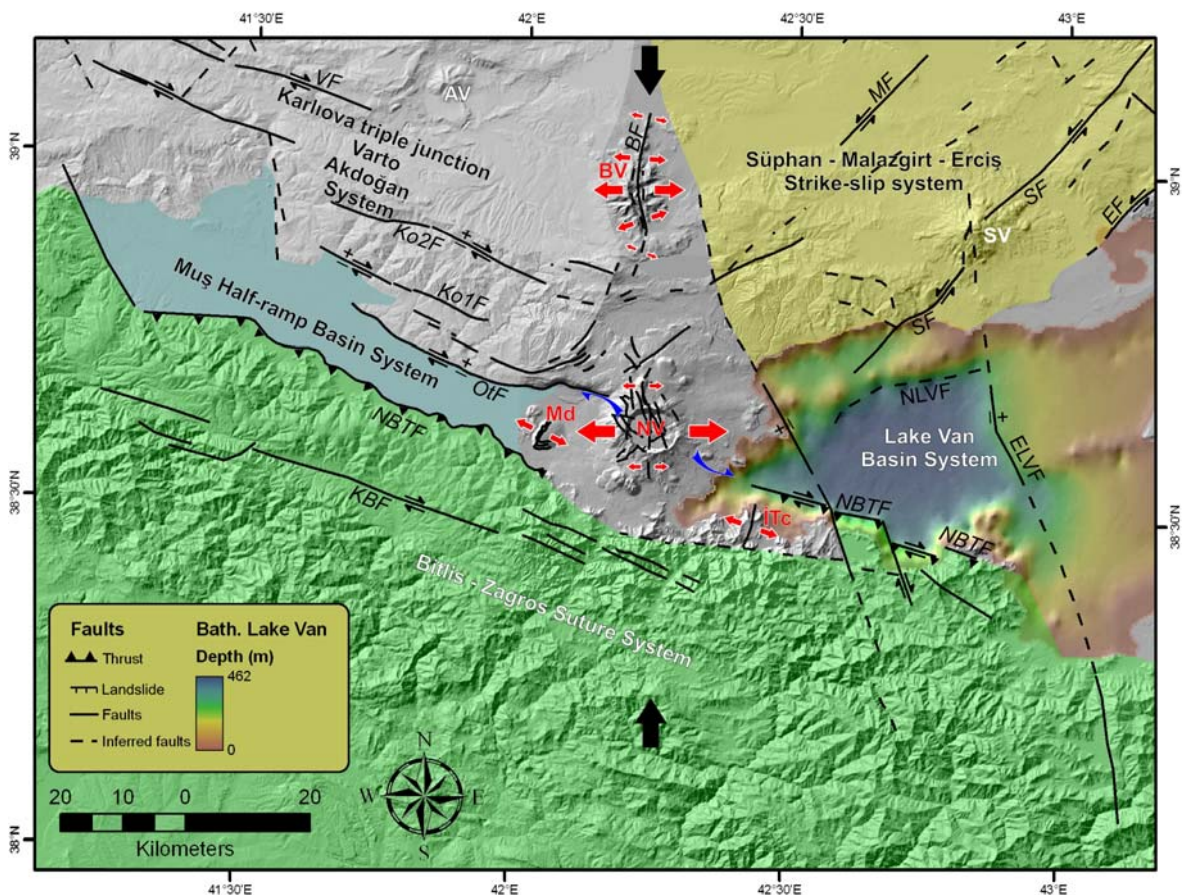 41°30'E
42°E
42°30'E
43°E
39°N
38°30'N
38°N
39°N
38°30'N
VF
AV
Karlıova triple junction
Varto
Akdoğan
System
BF
BV
MF
Süphan - Malazgirt - Erciş
Strike-slip system
SF
EF
SV
Ko2F
Ko1F
Muş Half-ramp Basin System
SF
OtF
NLVF
Md
NV
NBTF
Lake Van
Basin System
ELVF
KBF
NBTF
İTc
NBTF
Bitlis - Zagros Suture System
Faults
Thrust
Landslide
Faults
Inferred faults
Bath. Lake Van
Depth (m)
462
0
N
W
E
S
20 10 0 20
Kilometers
41°30'E
42°E
42°30'E
43°E